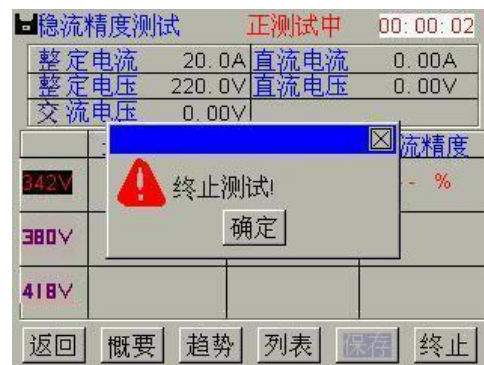 稳流精度测试 正测试中 00:00:02
整定电流 20.0A 直流电流 0.00A
整定电压 220.0V 直流电压 0.00V
交流电压 0.00V
流精度
342V - %
终止测试!
确定
380V
418V
返回 概要 趋势 列表 保存 终止